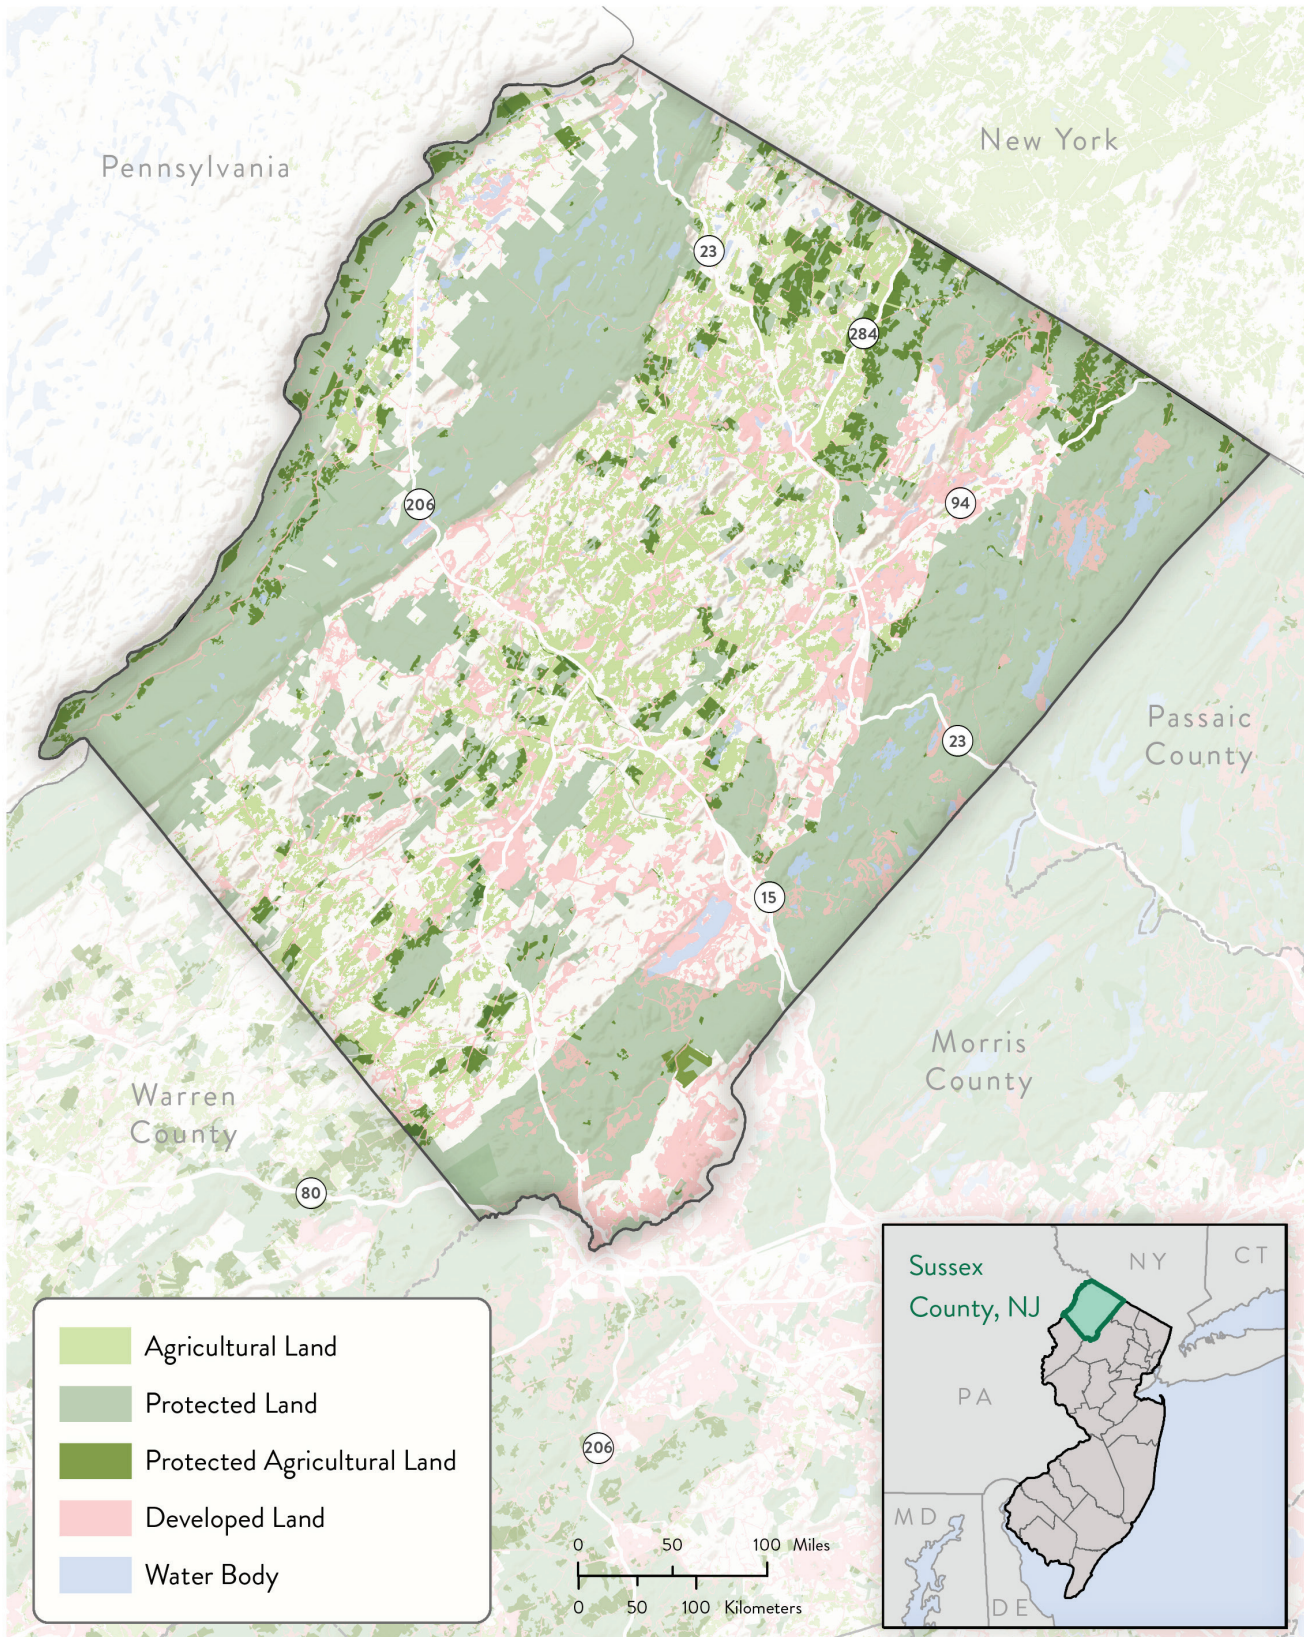 Pennsylvania
New York
23
284
206
94
Passaic
County
23
15
Morris
County
Warren
County
80
206
Agricultural Land
Protected Land
Protected Agricultural Land
Developed Land
Water Body
0 50 100 Miles
0 50 100 Kilometers
Sussex
County, NJ
NY
CT
PA
MD
DE